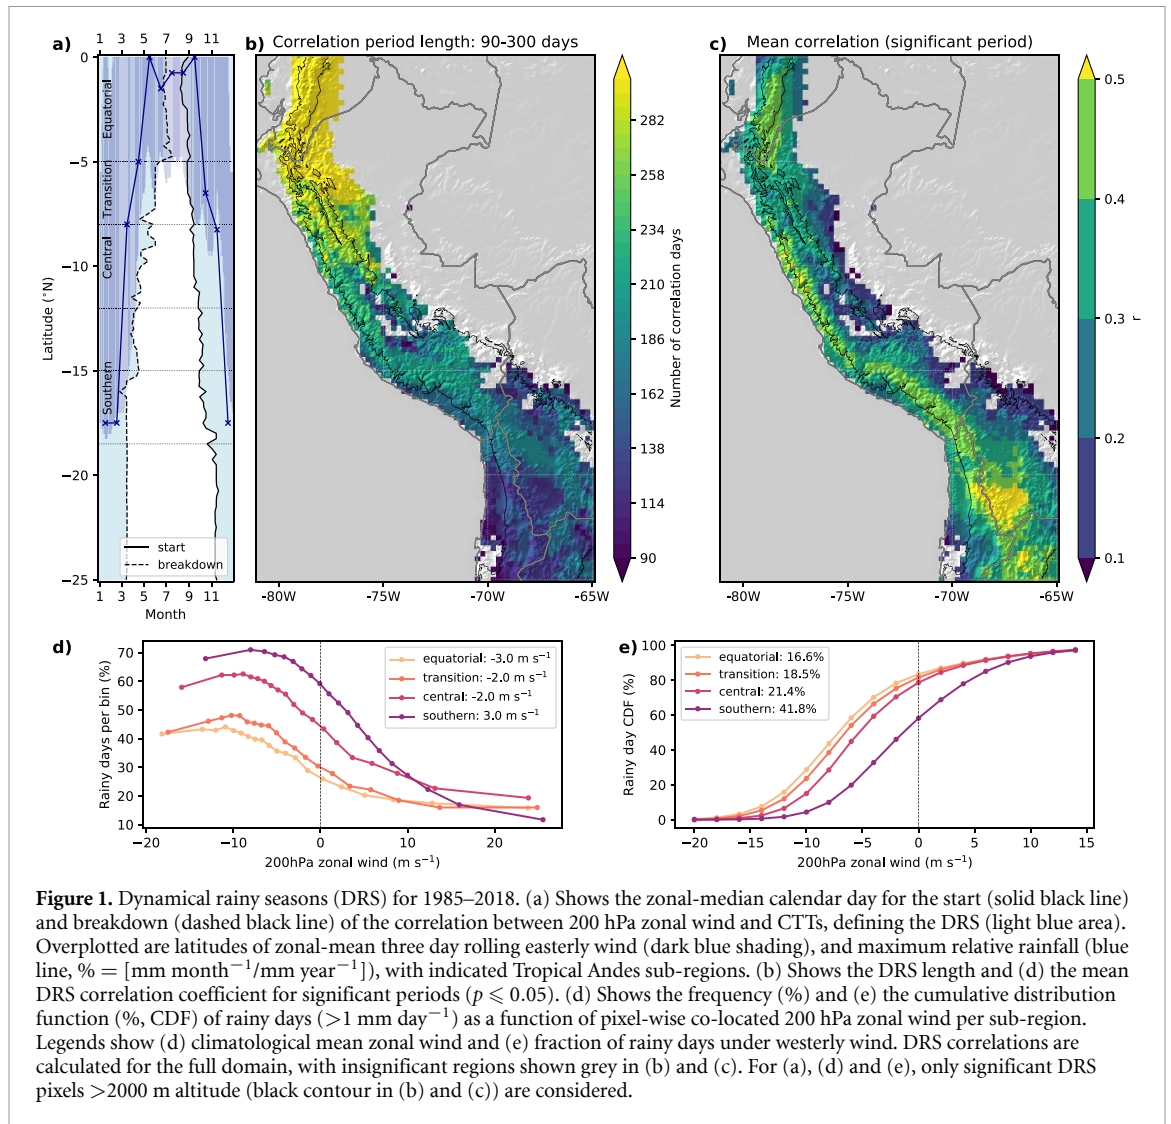 a)
1 3 5 7 9 11
0
−5
−10
−15
−20
−25
Latitude (°N)
Equatorial
Transition
Central
Southern
start
breakdown
1 3 5 7 9 11
Month
b)
Correlation period length: 90-300 days
-80W -75W -70W -65W
282
258
234
210
186
162
138
114
90
Number of correlation days
c)
Mean correlation (significant period)
-80W -75W -70W -65W
0.5
0.4
0.3
0.2
0.1
r
d)
Rainy days per bin (%)
70
60
50
40
30
20
10
equatorial: -3.0 m s⁻¹
transition: -2.0 m s⁻¹
central: -2.0 m s⁻¹
southern: 3.0 m s⁻¹
−20 −10 0 10 20
200hPa zonal wind (m s⁻¹)
e)
Rainy day CDF (%)
100
80
60
40
20
0
equatorial: 16.6%
transition: 18.5%
central: 21.4%
southern: 41.8%
−20 −15 −10 −5 0 5 10 15
200hPa zonal wind (m s⁻¹)
Figure 1. Dynamical rainy seasons (DRS) for 1985–2018. (a) Shows the zonal-median calendar day for the start (solid black line)
and breakdown (dashed black line) of the correlation between 200 hPa zonal wind and CTTs, defining the DRS (light blue area).
Overplotted are latitudes of zonal-mean three day rolling easterly wind (dark blue shading), and maximum relative rainfall (blue
line, % = [mm month⁻¹/mm year⁻¹]), with indicated Tropical Andes sub-regions. (b) Shows the DRS length and (d) the mean
DRS correlation coefficient for significant periods (p ⩽ 0.05). (d) Shows the frequency (%) and (e) the cumulative distribution
function (%, CDF) of rainy days (>1 mm day⁻¹) as a function of pixel-wise co-located 200 hPa zonal wind per sub-region.
Legends show (d) climatological mean zonal wind and (e) fraction of rainy days under westerly wind. DRS correlations are
calculated for the full domain, with insignificant regions shown grey in (b) and (c). For (a), (d) and (e), only significant DRS
pixels >2000 m altitude (black contour in (b) and (c)) are considered.